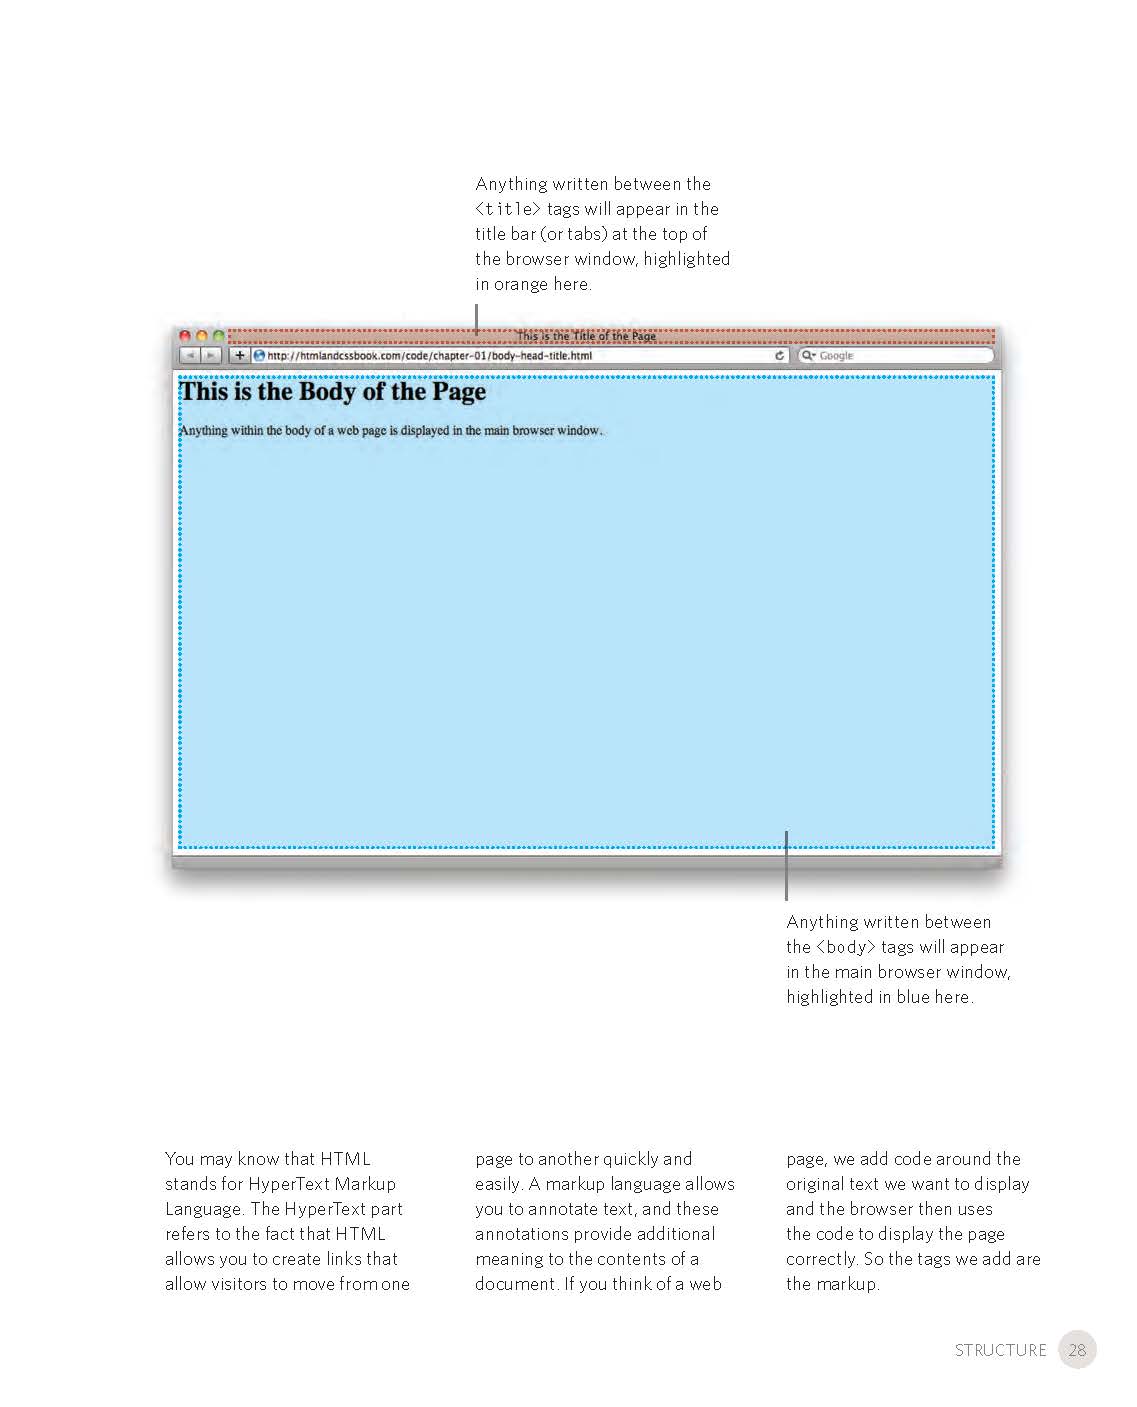 Anything written between the
<title> tags will appear in the
title bar (or tabs) at the top of
the browser window, highlighted
in orange here.
This is the Title of the Page
http://htmlandcssbook.com/code/chapter-01/body-head-title.html
Google
This is the Body of the Page
Anything within the body of a web page is displayed in the main browser window.
Anything written between
the <body> tags will appear
in the main browser window,
highlighted in blue here.
You may know that HTML
stands for HyperText Markup
Language. The HyperText part
refers to the fact that HTML
allows you to create links that
allow visitors to move from one
page to another quickly and
easily. A markup language allows
you to annotate text, and these
annotations provide additional
meaning to the contents of a
document. If you think of a web
page, we add code around the
original text we want to display
and the browser then uses
the code to display the page
correctly. So the tags we add are
the markup.
STRUCTURE 28